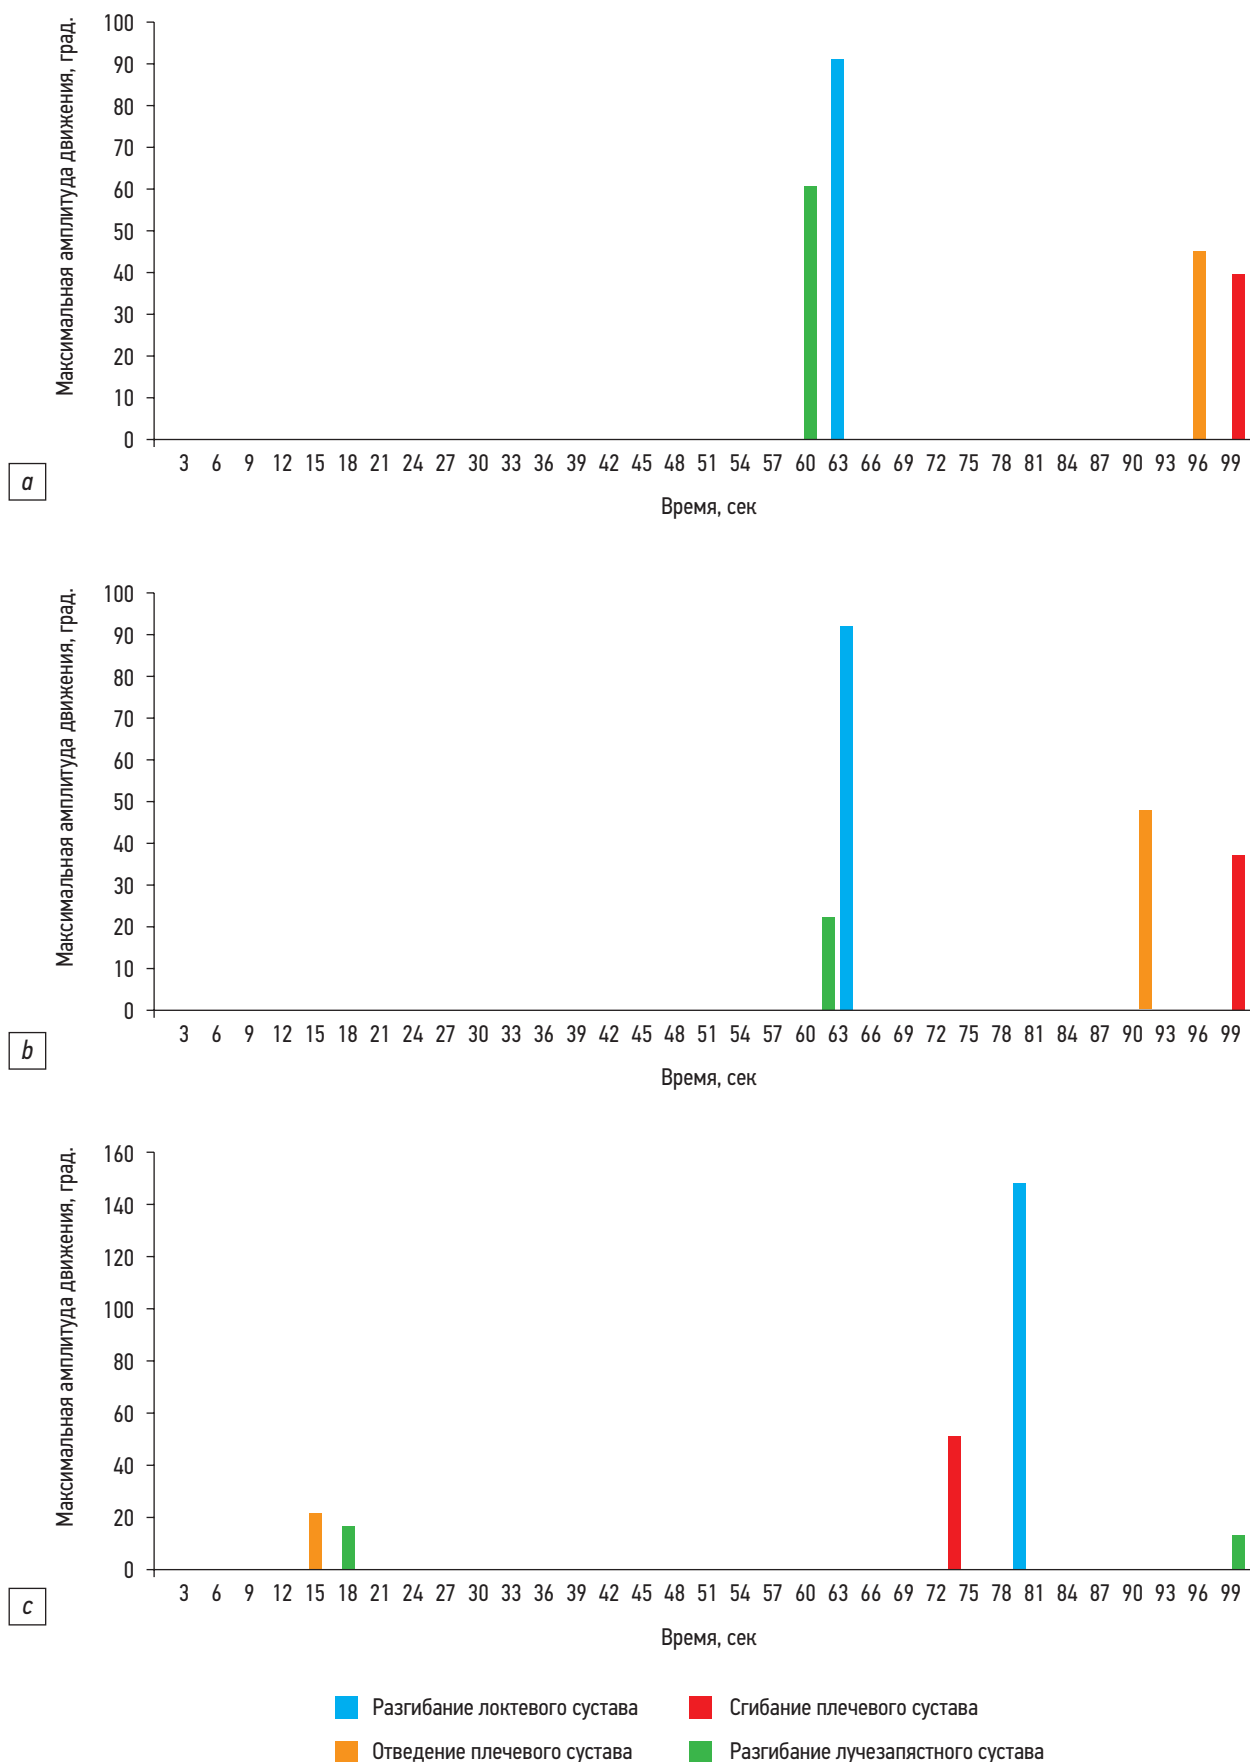 Максимальная амплитуда движения, град.
100
90
80
70
60
50
40
30
20
10
0
3 6 9 12 15 18 21 24 27 30 33 36 39 42 45 48 51 54 57 60 63 66 69 72 75 78 81 84 87 90 93 96 99
a
Время, сек
Максимальная амплитуда движения, град.
100
90
80
70
60
50
40
30
20
10
0
3 6 9 12 15 18 21 24 27 30 33 36 39 42 45 48 51 54 57 60 63 66 69 72 75 78 81 84 87 90 93 96 99
b
Время, сек
Максимальная амплитуда движения, град.
160
140
120
100
80
60
40
20
0
3 6 9 12 15 18 21 24 27 30 33 36 39 42 45 48 51 54 57 60 63 66 69 72 75 78 81 84 87 90 93 96 99
c
Время, сек
Разгибание локтевого сустава
Сгибание плечевого сустава
Отведение плечевого сустава
Разгибание лучезапястного сустава